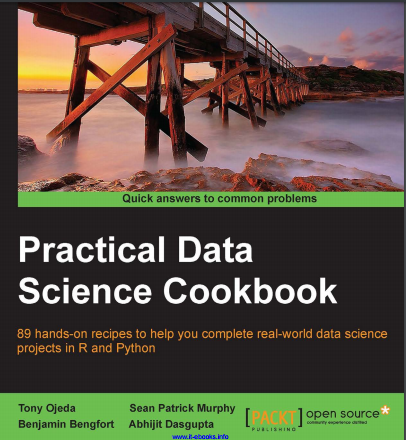 Quick answers to common problems
Practical Data
Science Cookbook
89 hands-on recipes to help you complete real-world data science
projects in R and Python
Tony Ojeda Sean Patrick Murphy
Benjamin Bengfort Abhijit Dasgupta
[PACKT] open source*
PUBLISHING community experience distilled
www.it-ebooks.info